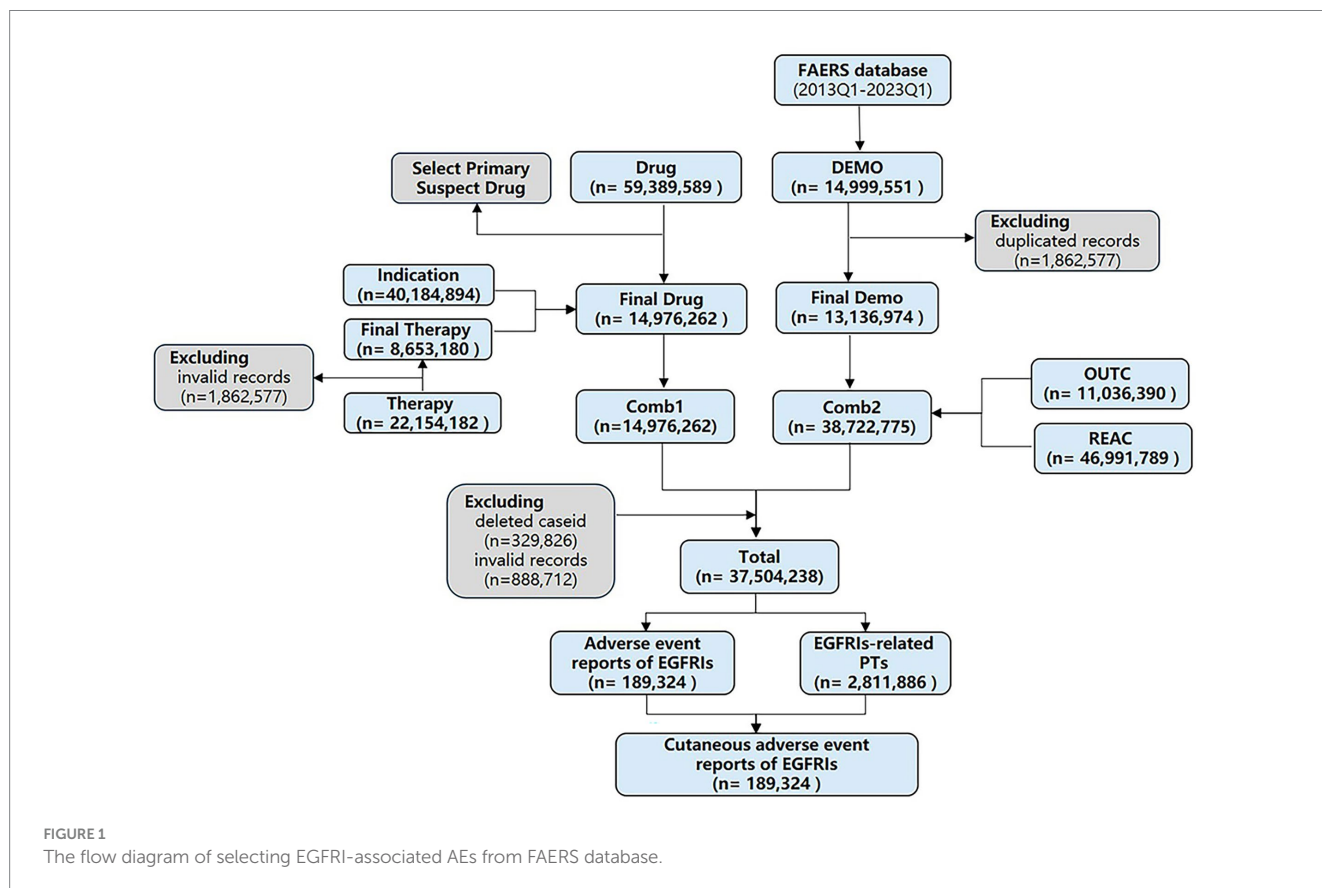 FAERS database
(2013Q1-2023Q1)
Select Primary
Suspect Drug
Drug
(n= 59,389,589 )
DEMO
(n= 14,999,551)
Excluding
duplicated records
(n=1,862,577)
Indication
(n=40,184,894)
Final Drug
(n= 14,976,262)
Final Demo
(n= 13,136,974)
Final Therapy
(n= 8,653,180 )
Excluding
invalid records
(n=1,862,577)
Therapy
(n= 22,154,182 )
Comb1
(n=14,976,262)
Comb2
(n= 38,722,775)
OUTC
(n= 11,036,390)
REAC
(n= 46,991,789 )
Excluding
deleted caseid
(n=329,826)
invalid records
(n=888,712)
Total
(n= 37,504,238)
Adverse event
reports of EGFRIs
(n= 189,324 )
EGFRIs-related
PTs
(n= 2,811,886 )
Cutaneous adverse event
reports of EGFRIs
(n= 189,324 )
FIGURE 1
The flow diagram of selecting EGFRI-associated AEs from FAERS database.